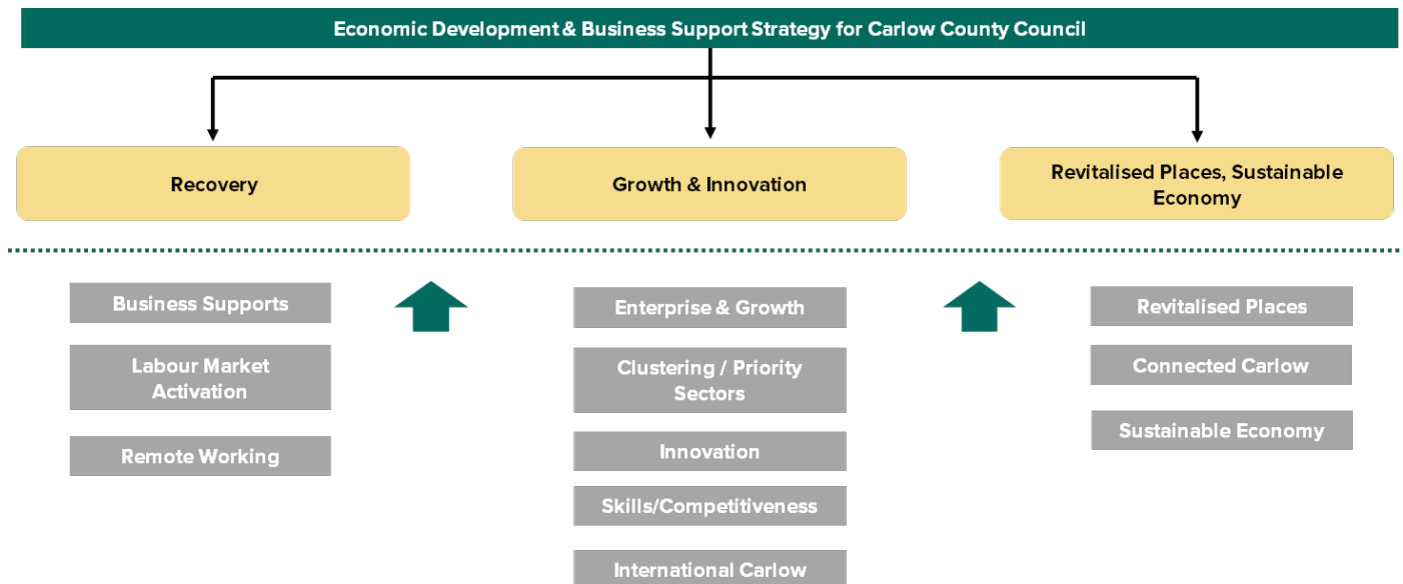 Economic Development & Business Support Strategy for Carlow County Council
Recovery
Growth & Innovation
Revitalised Places, Sustainable
Economy
Business Supports
Labour Market
Activation
Remote Working
Enterprise & Growth
Clustering / Priority
Sectors
Innovation
Skills/Competitiveness
International Carlow
Revitalised Places
Connected Carlow
Sustainable Economy